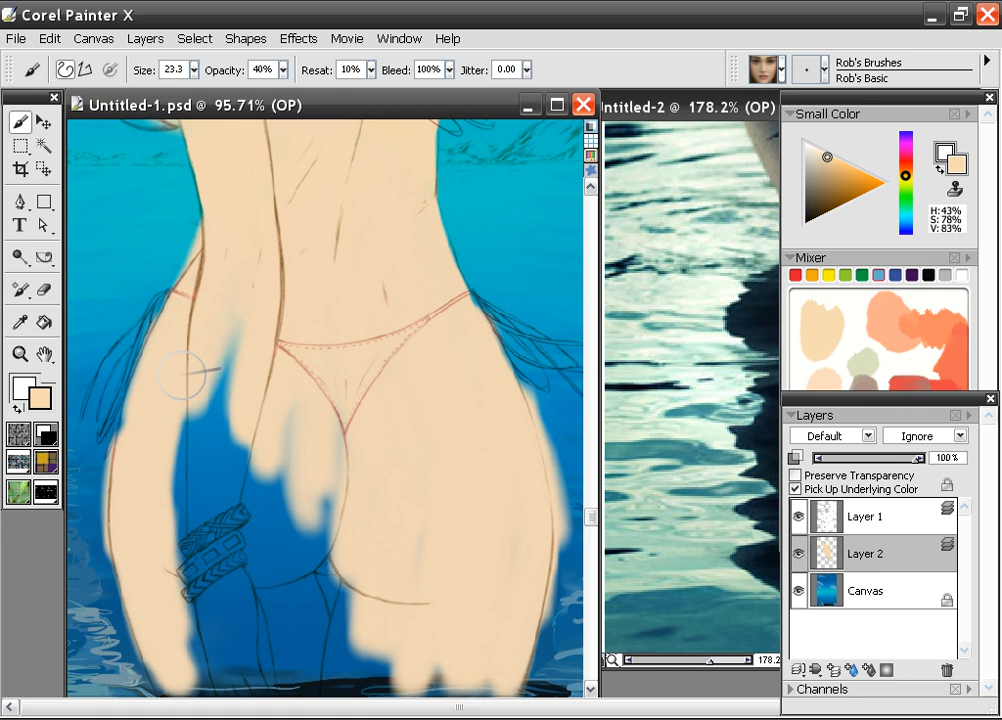 Corel Painter X
File Edit Canvas Layers Select Shapes Effects Movie Window Help
Size: 23.3 Opacity: 40% Resat: 10% Bleed: 100% Jitter: 0.00
Rob's Brushes
Rob's Basic
Untitled-1.psd @ 95.71% (OP)
ntitled-2 @ 178.2% (OP)
Small Color
H:43%
S: 78%
V: 83%
Mixer
T
Layers
Default Ignore
100%
Preserve Transparency
Pick Up Underlying Color
Layer 1
Layer 2
Canvas
178.2
Channels